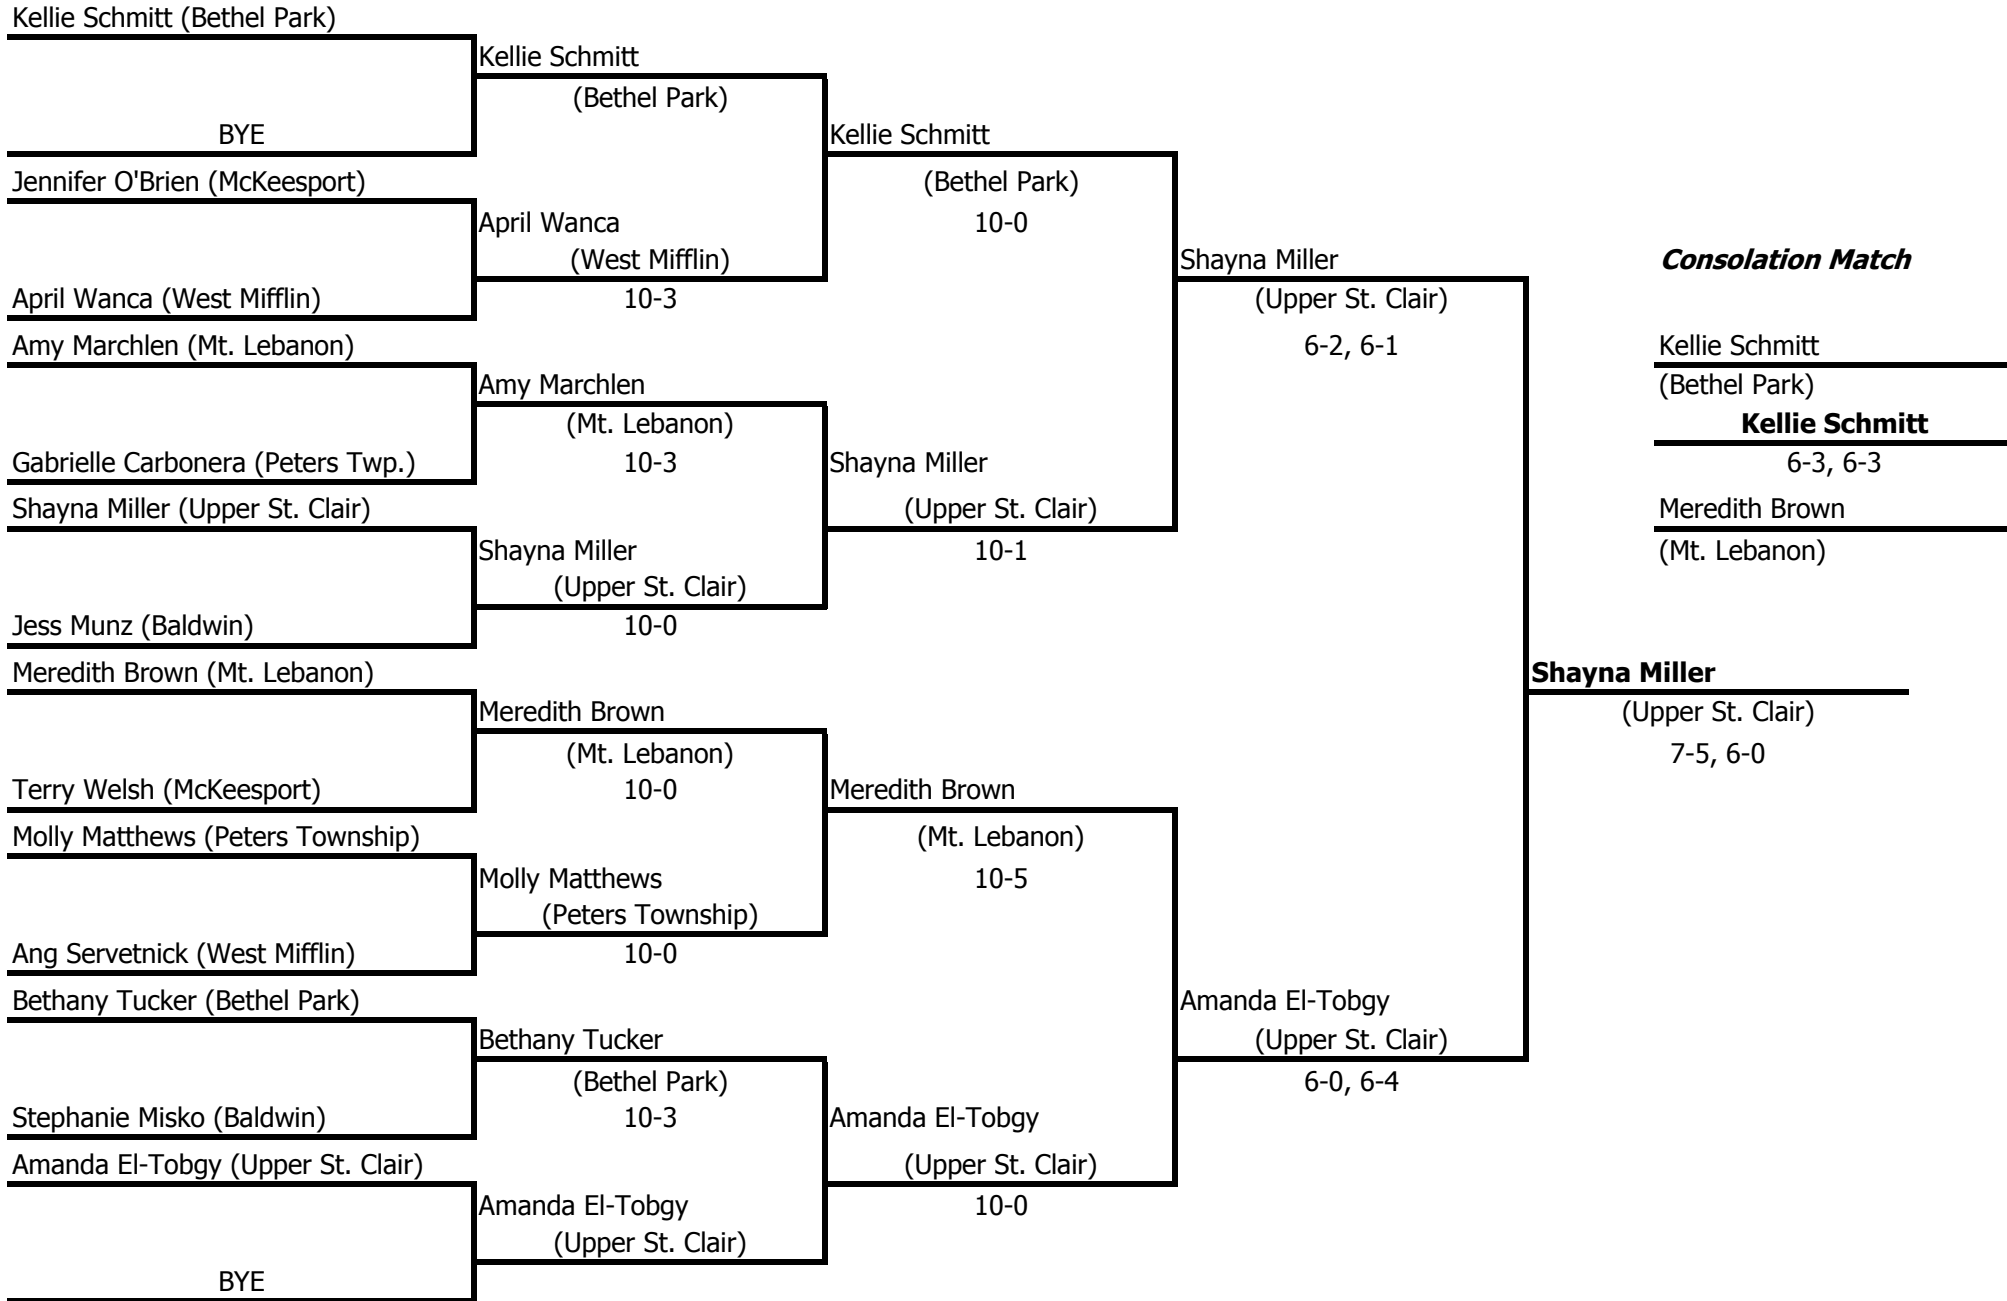 Kellie Schmitt (Bethel Park)
BYE
Jennifer O'Brien (McKeesport)
April Wanca (West Mifflin)
Amy Marchlen (Mt. Lebanon)
Gabrielle Carbonera (Peters Twp.)
Shayna Miller (Upper St. Clair)
Jess Munz (Baldwin)
Meredith Brown (Mt. Lebanon)
Terry Welsh (McKeesport)
Molly Matthews (Peters Township)
Ang Servetnick (West Mifflin)
Bethany Tucker (Bethel Park)
Stephanie Misko (Baldwin)
Amanda El-Tobgy (Upper St. Clair)
BYE
Kellie Schmitt
(Bethel Park)
April Wanca
(West Mifflin)
10-3
Amy Marchlen
(Mt. Lebanon)
10-3
Shayna Miller
(Upper St. Clair)
10-0
Meredith Brown
(Mt. Lebanon)
10-0
Molly Matthews
(Peters Township)
10-0
Bethany Tucker
(Bethel Park)
10-3
Amanda El-Tobgy
(Upper St. Clair)
Kellie Schmitt
(Bethel Park)
10-0
Shayna Miller
(Upper St. Clair)
10-1
Meredith Brown
(Mt. Lebanon)
10-5
Amanda El-Tobgy
(Upper St. Clair)
10-0
Shayna Miller
(Upper St. Clair)
6-2, 6-1
Amanda El-Tobgy
(Upper St. Clair)
6-0, 6-4
Shayna Miller
(Upper St. Clair)
7-5, 6-0
Consolation Match
Kellie Schmitt
(Bethel Park)
Kellie Schmitt
6-3, 6-3
Meredith Brown
(Mt. Lebanon)